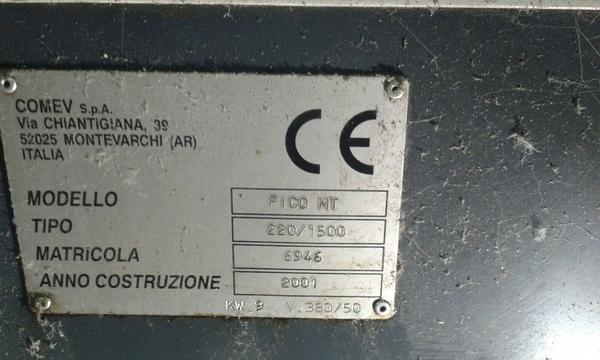 COMEV S.p.A.
Via CHIANTIGIANA, 39
52025 MONTEVARCHI (AR)
ITALIA
CE
MODELLO PICO MT
TIPO 220/1500
MATRICOLA 6946
ANNO COSTRUZIONE 2001
KW.9 V.380/50